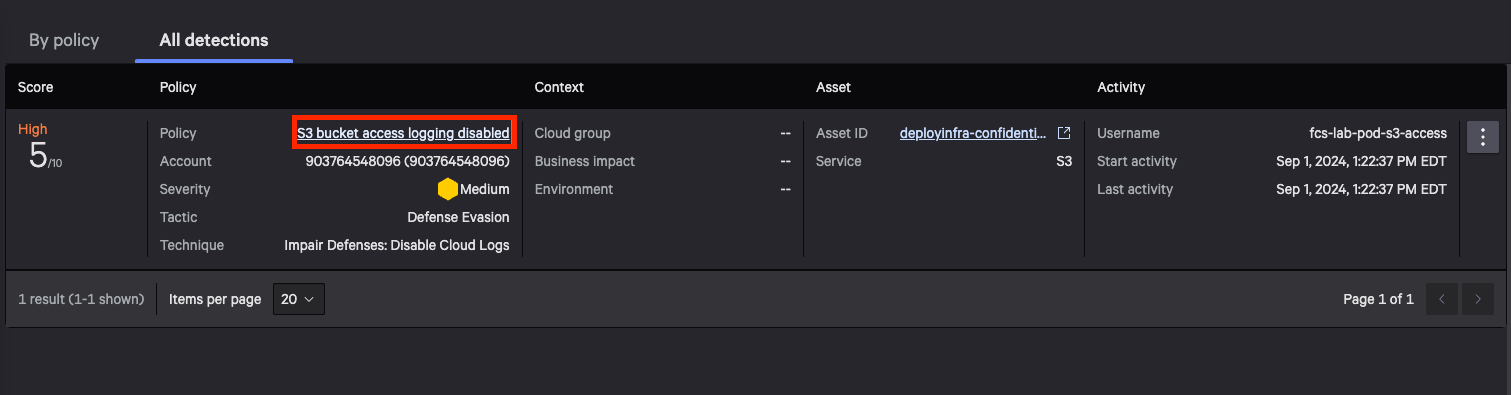 By policy All detections
Score Policy Context Asset Activity
High
5/10
Policy S3 bucket access logging disabled
Account 903764548096 (903764548096)
Severity Medium
Tactic Defense Evasion
Technique Impair Defenses: Disable Cloud Logs
Cloud group --
Business impact --
Environment --
Asset ID deployinfra-confidenti...
Service S3
Username fcs-lab-pod-s3-access
Start activity Sep 1, 2024, 1:22:37 PM EDT
Last activity Sep 1, 2024, 1:22:37 PM EDT
1 result (1-1 shown) Items per page 20 Page 1 of 1